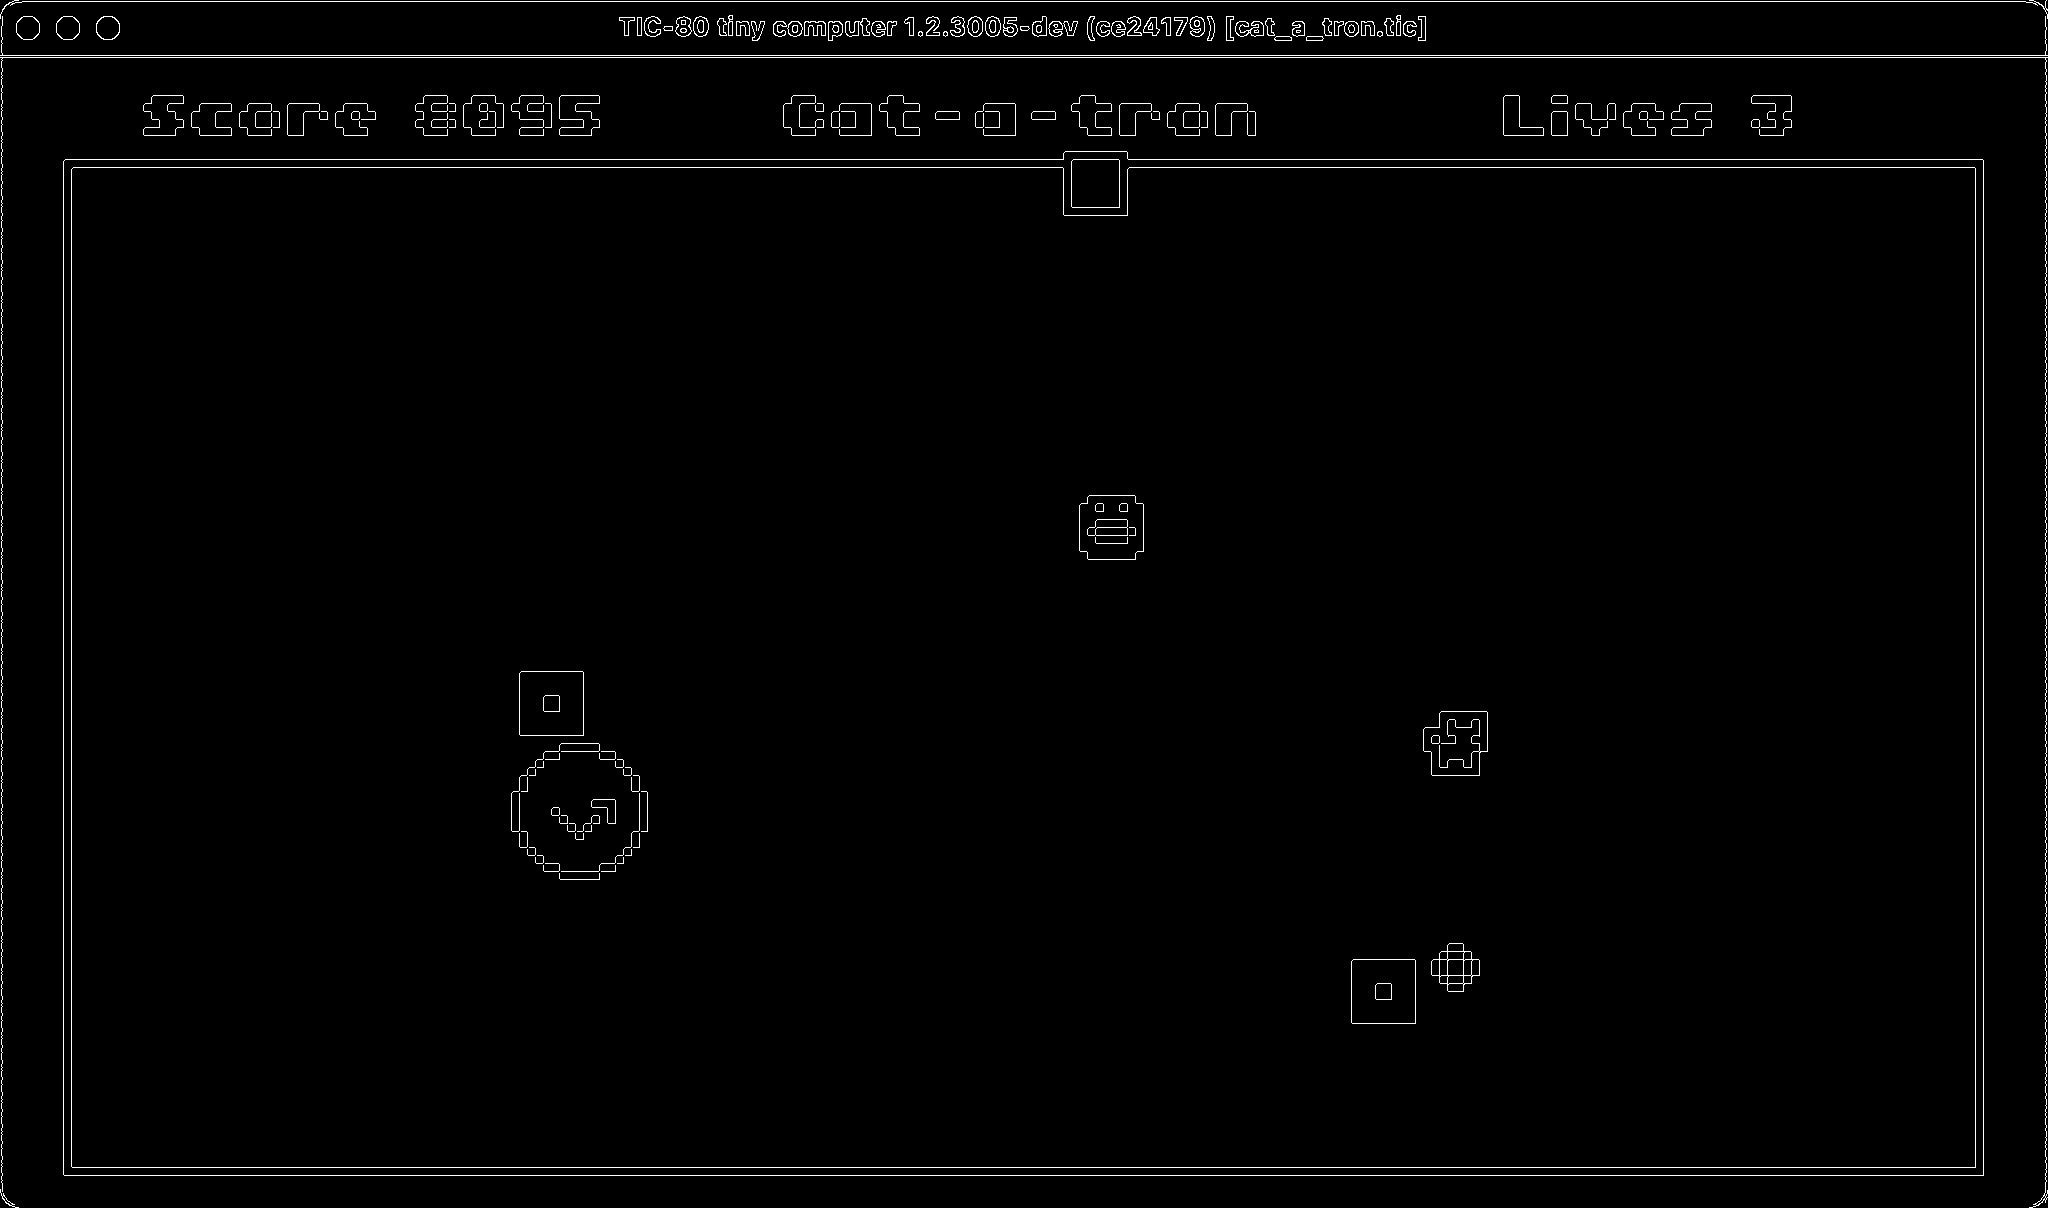 TIC-80 tiny computer 1.2.3005-dev (ce24179) [cat_a_tron.tic]
Score 8095 Cat-a-tron Lives 3